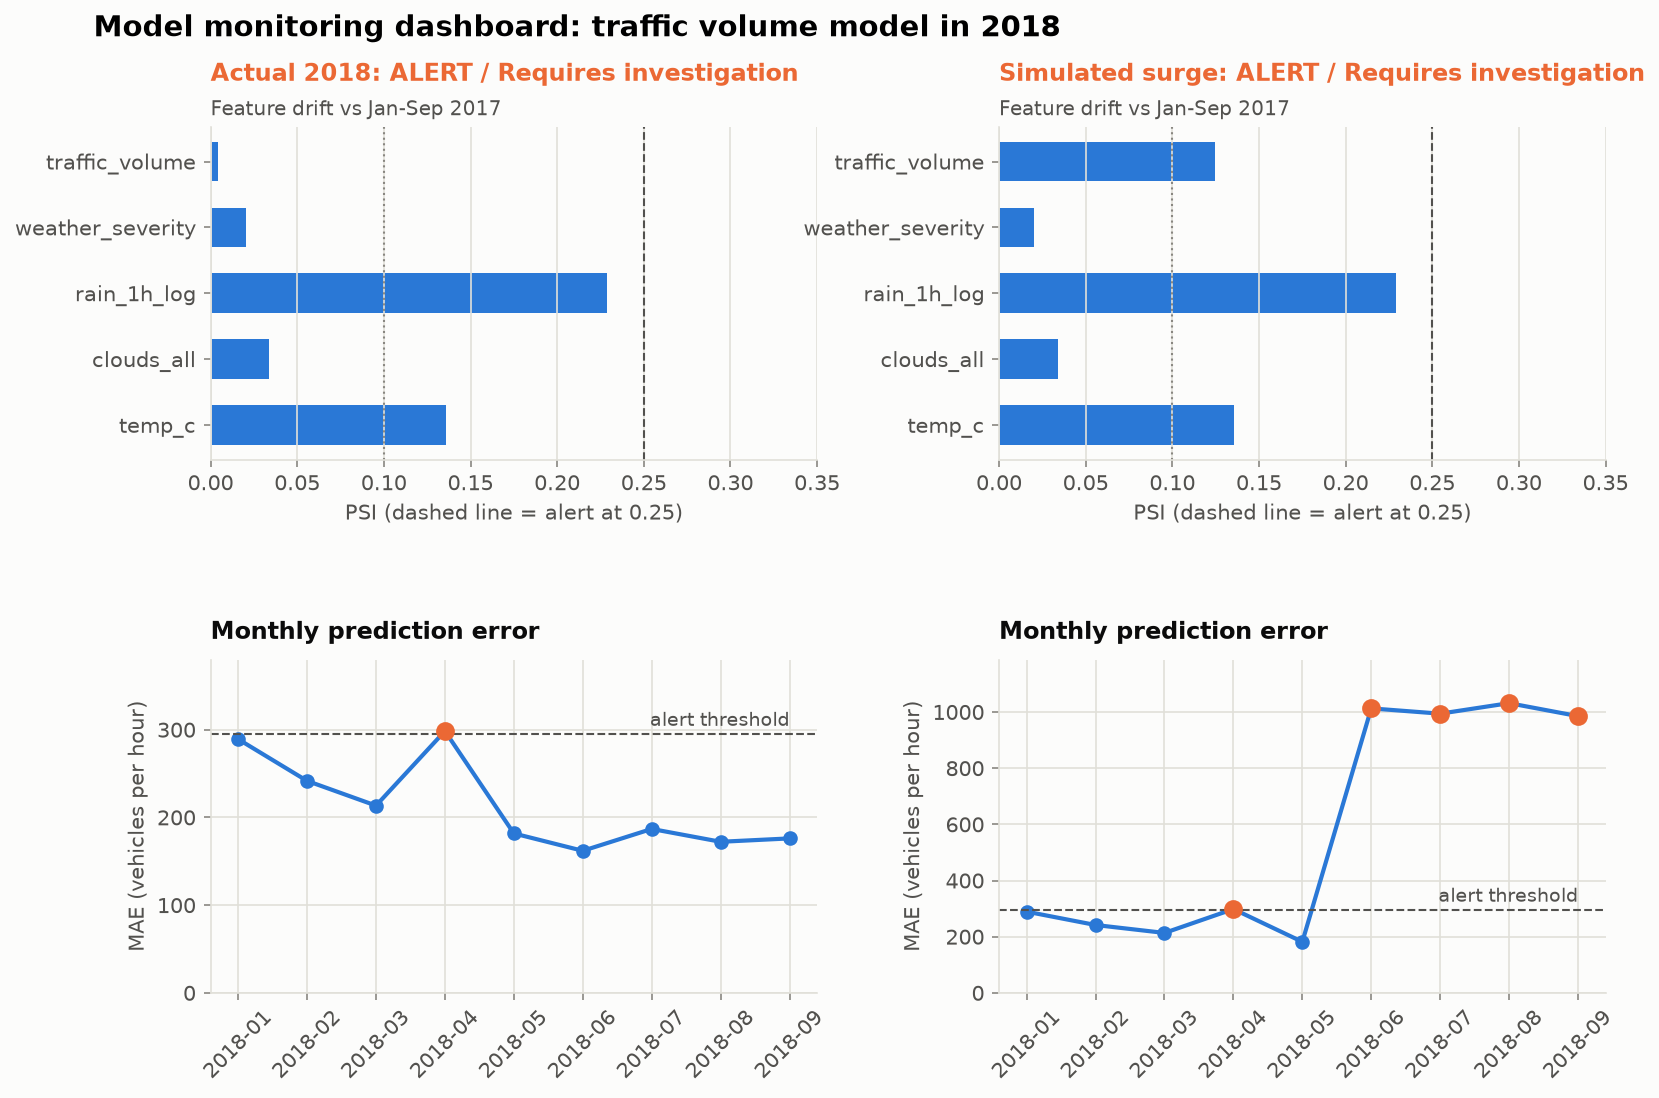 Model monitoring dashboard: traffic volume model in 2018
Actual 2018: ALERT / Requires investigation
Feature drift vs Jan-Sep 2017
traffic_volume
weather_severity
rain_1h_log
clouds_all
temp_c
0.00 0.05 0.10 0.15 0.20 0.25 0.30 0.35
PSI (dashed line = alert at 0.25)
Simulated surge: ALERT / Requires investigation
Feature drift vs Jan-Sep 2017
traffic_volume
weather_severity
rain_1h_log
clouds_all
temp_c
0.00 0.05 0.10 0.15 0.20 0.25 0.30 0.35
PSI (dashed line = alert at 0.25)
Monthly prediction error
MAE (vehicles per hour)
300
200
100
0
alert threshold
2018-01 2018-02 2018-03 2018-04 2018-05 2018-06 2018-07 2018-08 2018-09
Monthly prediction error
MAE (vehicles per hour)
1000
800
600
400
200
0
alert threshold
2018-01 2018-02 2018-03 2018-04 2018-05 2018-06 2018-07 2018-08 2018-09